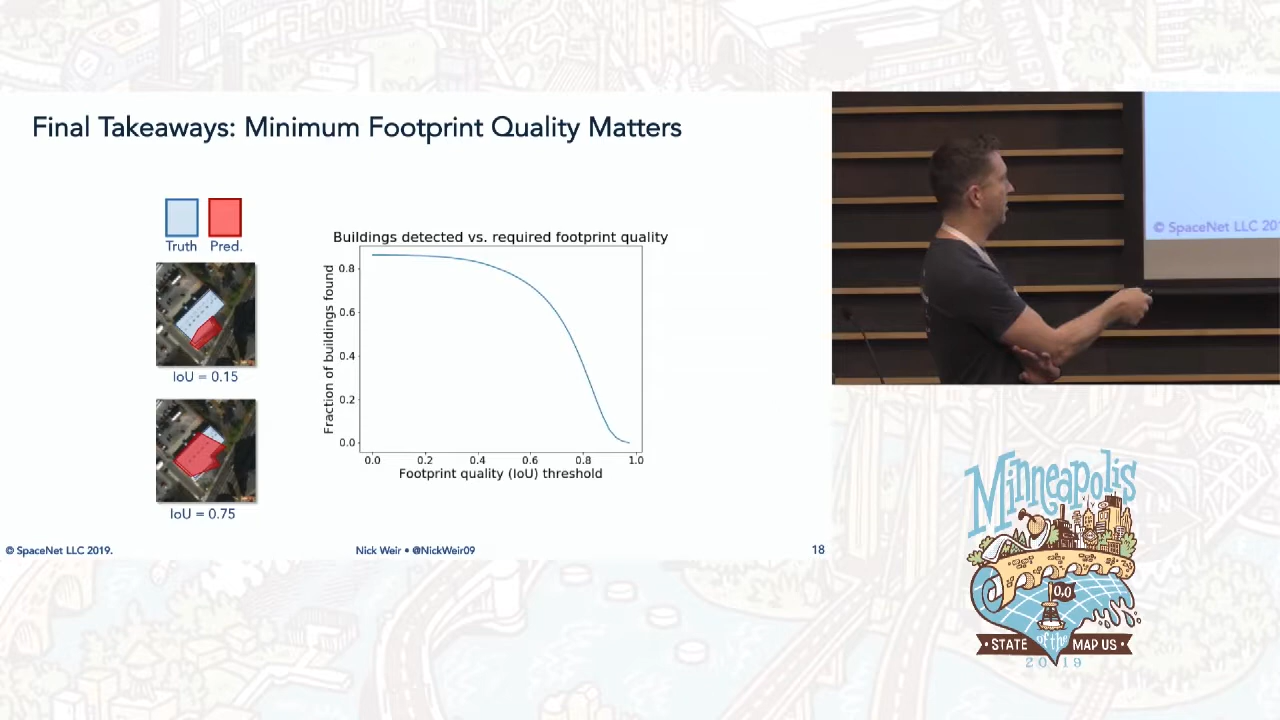 Final Takeaways: Minimum Footprint Quality Matters
Truth Pred.
IoU = 0.15
IoU = 0.75
Buildings detected vs. required footprint quality
Fraction of buildings found
0.8
0.6
0.4
0.2
0.0
0.0 0.2 0.4 0.6 0.8 1.0
Footprint quality (IoU) threshold
© SpaceNet LLC 2019.
Nick Weir • @NickWeir09
18
© SpaceNet LLC 20
Minneapolis
0,0
• STATE of the MAP US •
2019